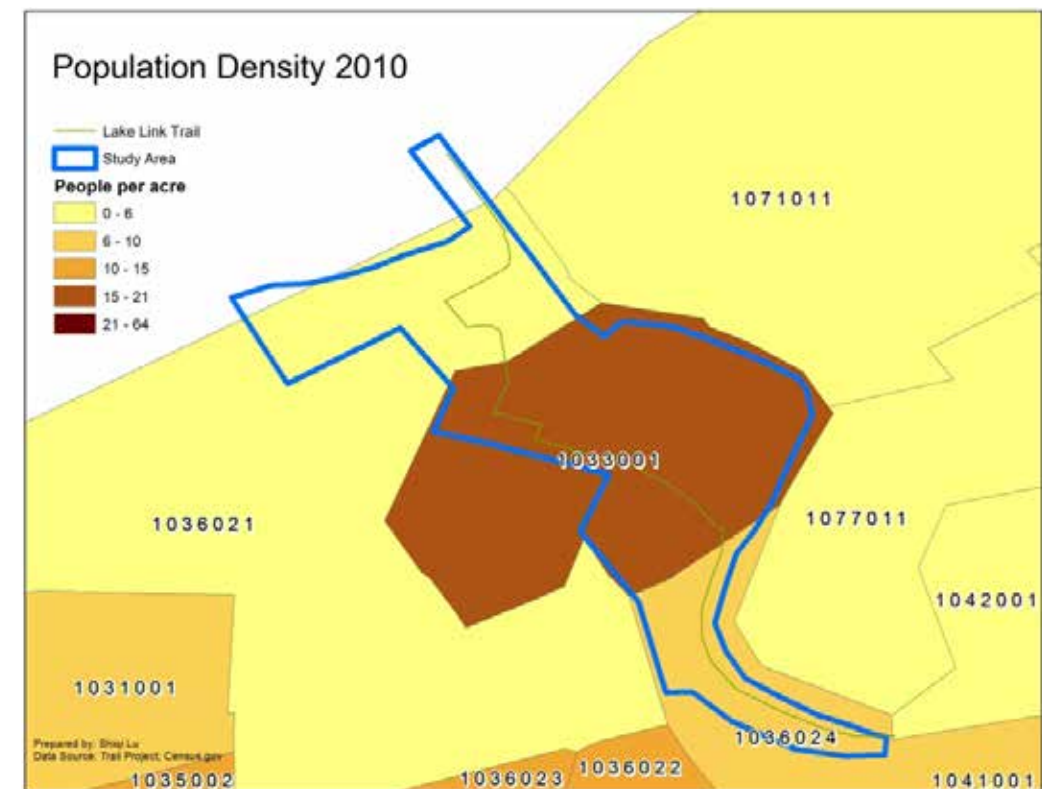 Population Density 2010
Lake Link Trail
Study Area
People per acre
0 - 6
6 - 10
10 - 15
15 - 21
21 - 64
1071011
1033001
1036021
1077011
1042001
1031001
1036024
Prepared by: Shiqi Lu
Data Source: Trail Project; Census.gov
1035002
1036023
1036022
1041001